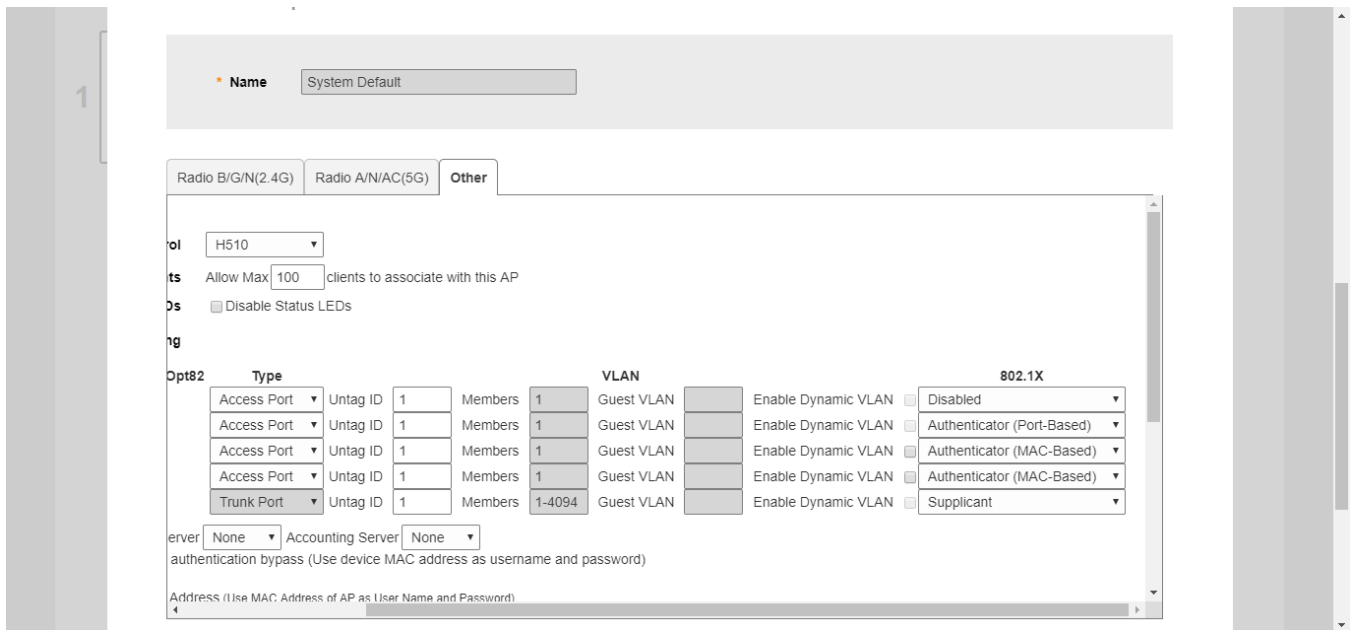 * Name System Default
1
Radio B/G/N(2.4G) Radio A/N/AC(5G) Other
rol H510
ts Allow Max 100 clients to associate with this AP
Ds Disable Status LEDs
ng
Opt82 Type VLAN 802.1X
Access Port Untag ID 1 Members 1 Guest VLAN Enable Dynamic VLAN Disabled
Access Port Untag ID 1 Members 1 Guest VLAN Enable Dynamic VLAN Authenticator (Port-Based)
Access Port Untag ID 1 Members 1 Guest VLAN Enable Dynamic VLAN Authenticator (MAC-Based)
Access Port Untag ID 1 Members 1 Guest VLAN Enable Dynamic VLAN Authenticator (MAC-Based)
Trunk Port Untag ID 1 Members 1-4094 Guest VLAN Enable Dynamic VLAN Supplicant
erver None Accounting Server None
authentication bypass (Use device MAC address as username and password)
Address (Use MAC Address of AP as User Name and Password)